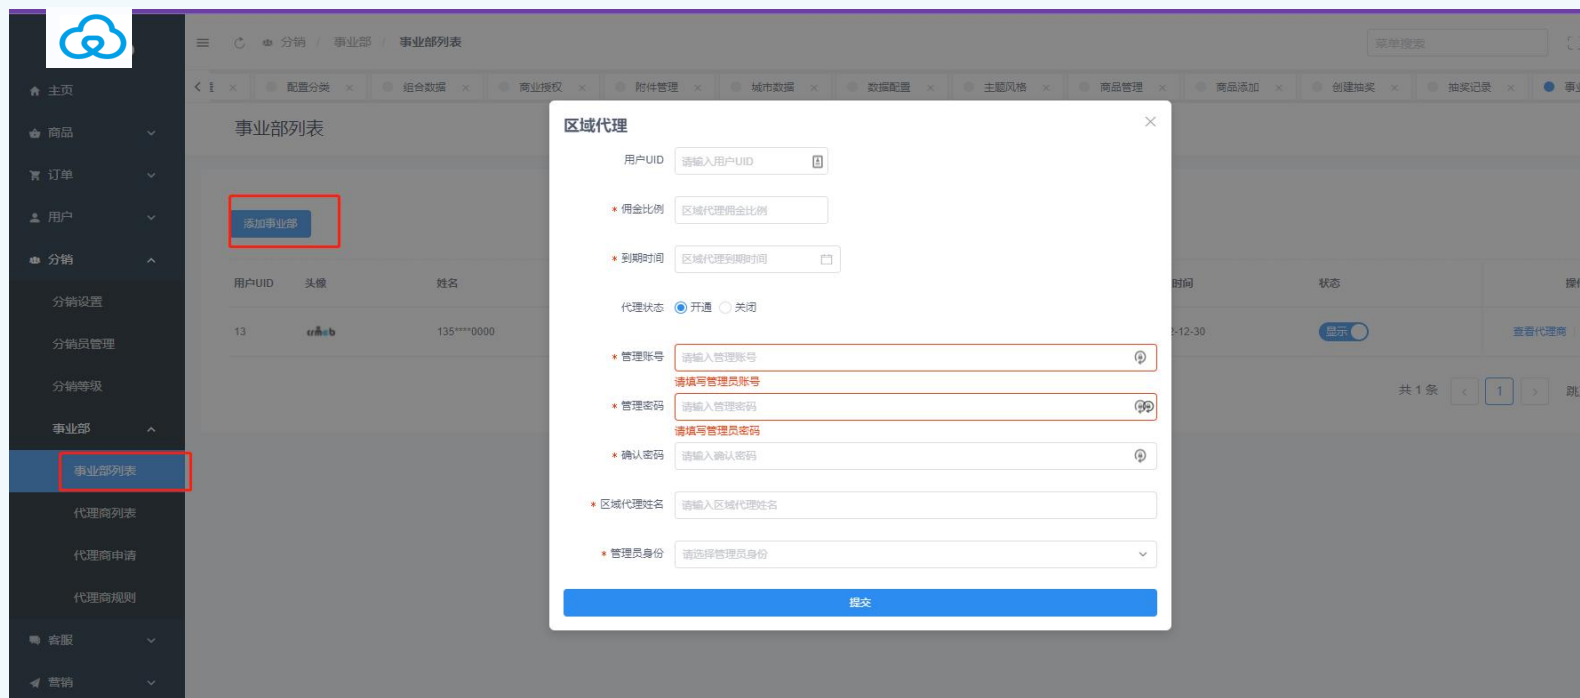 分销 / 事业部 / 事业部列表
菜单搜索
主页
配置分类
组合数据
商业授权
附件管理
城市数据
数据配置
主题风格
商品管理
商品添加
创建抽奖
抽奖记录
商品
事业部列表
区域代理
订单
用户UID 请输入用户UID
用户
添加事业部
* 佣金比例 区域代理佣金比例
分销
* 到期时间 区域代理到期时间
用户UID 头像 姓名
时间 状态
分销设置
代理状态 开通 关闭
13 135****0000
-12-30 显示 查看代理商
分销员管理
* 管理账号 请输入管理账号
请填写管理员账号
分销等级
共 1 条 1
* 管理密码 请输入管理密码
请填写管理员密码
事业部
* 确认密码 请输入确认密码
事业部列表
* 区域代理姓名 请输入区域代理姓名
代理商列表
* 管理员身份 请选择管理员身份
代理商申请
代理商规则
提交
客服
营销